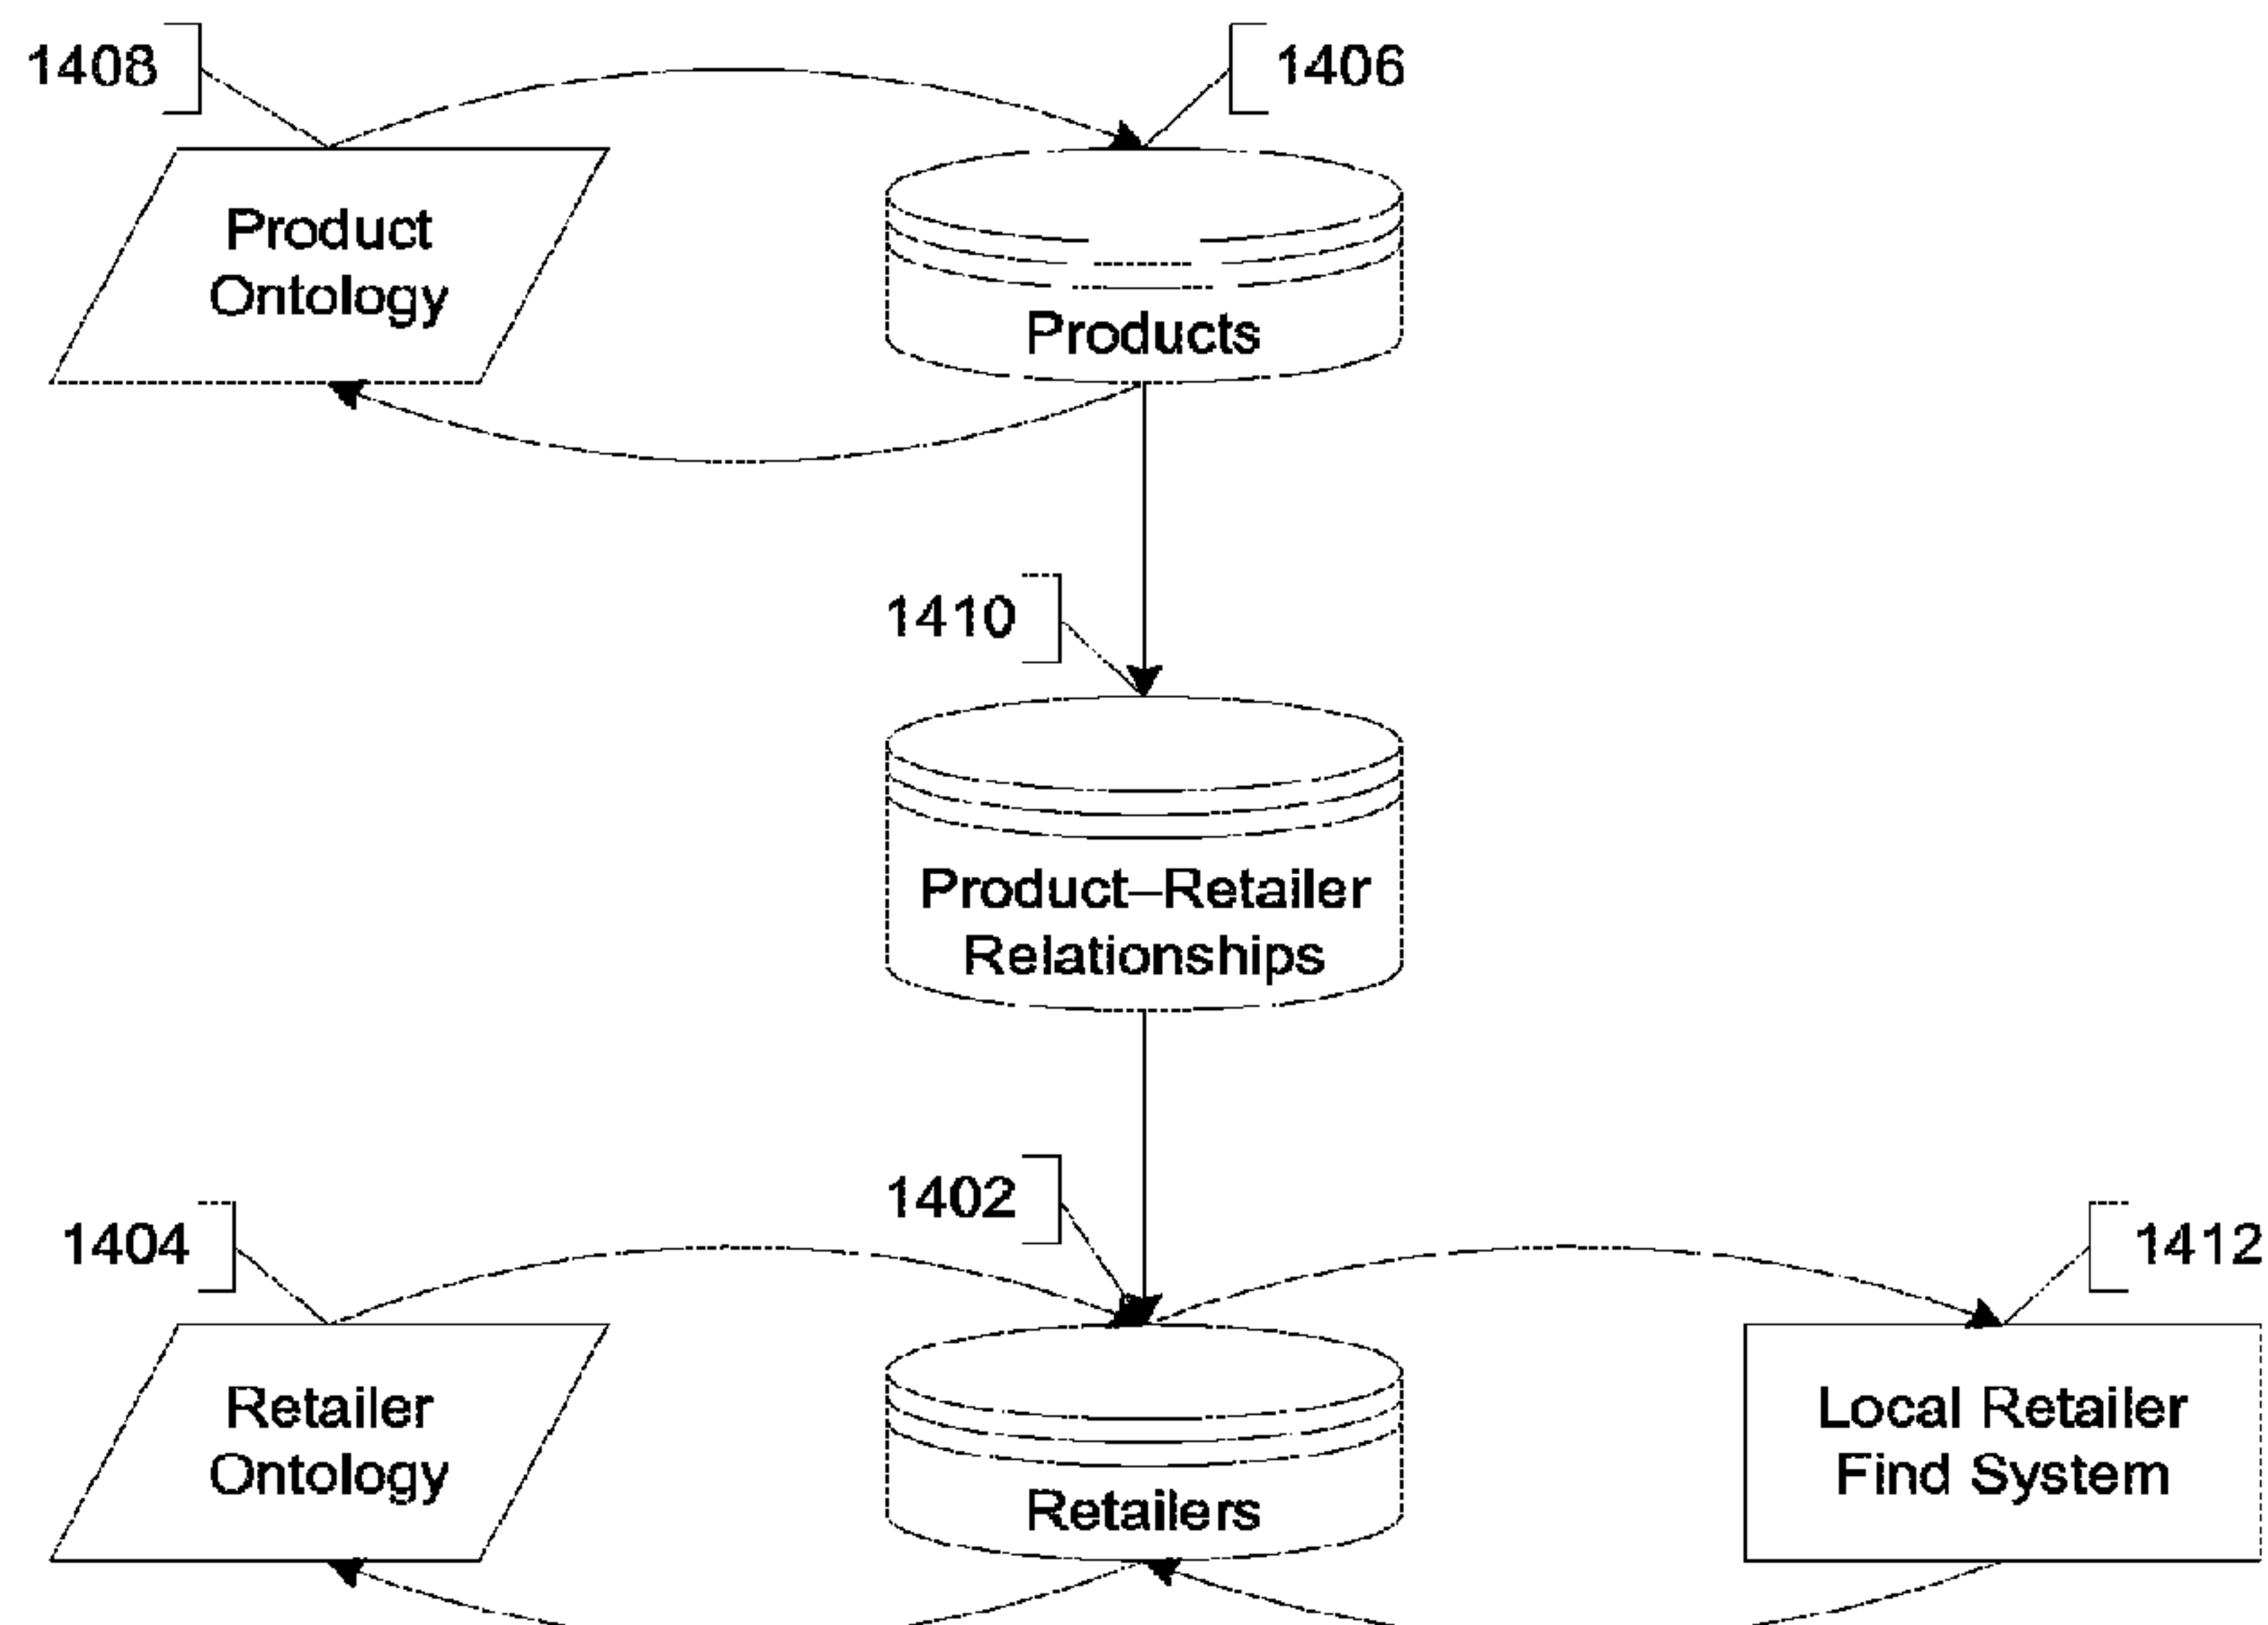 1408
1406
Product
Ontology
Products
1410
Product–Retailer
Relationships
1402
1404
1412
Retailer
Ontology
Retailers
Local Retailer
Find System